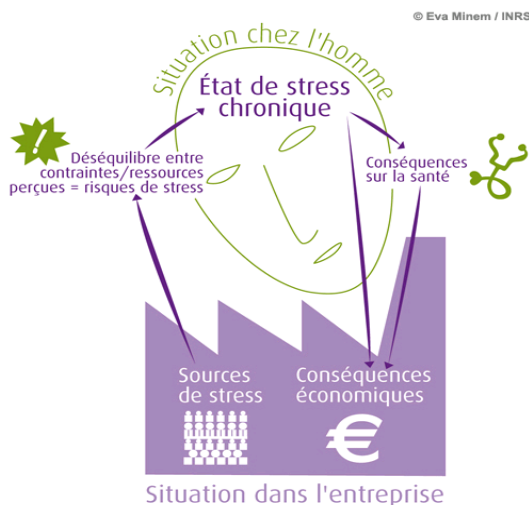 © Eva Minem / INRS
Situation chez l'homme
État de stress
chronique
Déséquilibre entre
contraintes/ressources
perçues = risques de stress
Conséquences
sur la santé
Sources
de stress
Conséquences
économiques
€
Situation dans l'entreprise